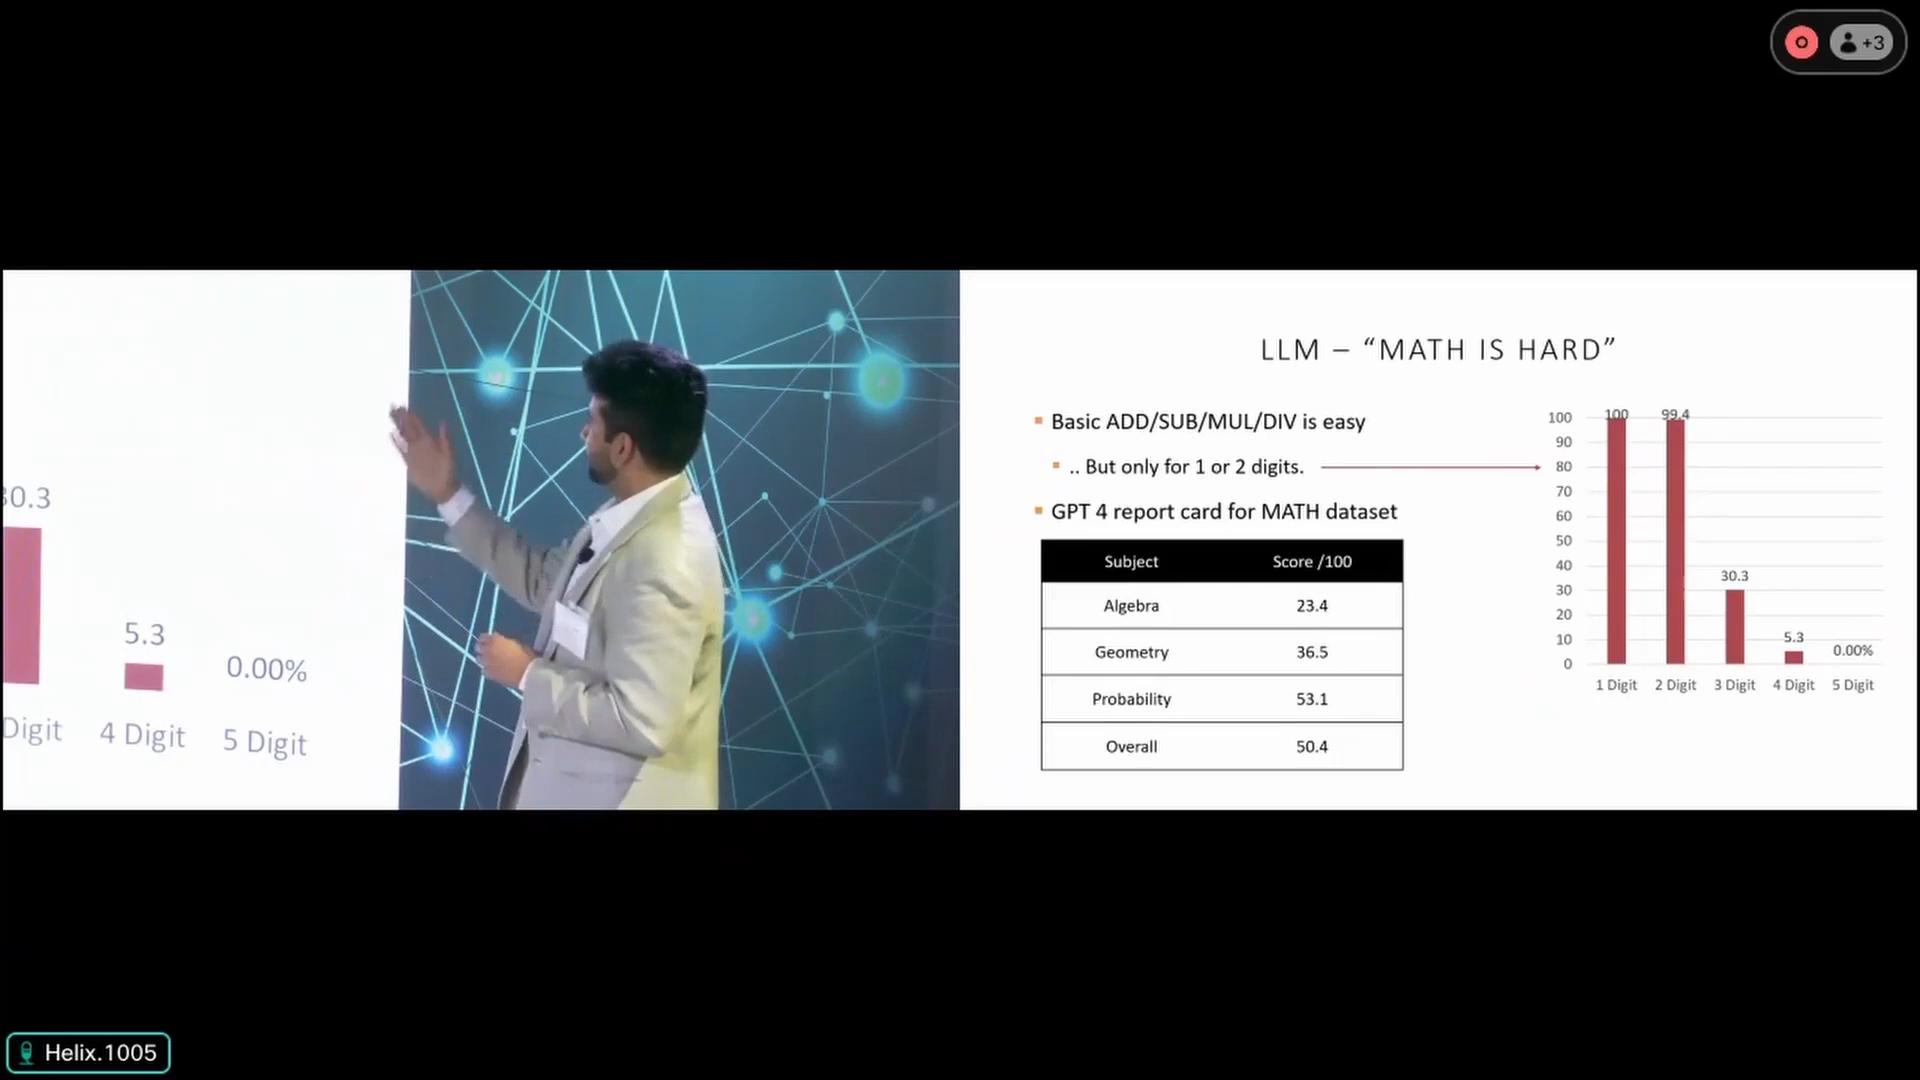 +3
30.3
5.3
0.00%
Digit
4 Digit
5 Digit
LLM – “MATH IS HARD”
Basic ADD/SUB/MUL/DIV is easy
.. But only for 1 or 2 digits.
GPT 4 report card for MATH dataset
Subject Score /100
Algebra 23.4
Geometry 36.5
Probability 53.1
Overall 50.4
100
90
80
70
60
50
40
30
20
10
0
100
99.4
30.3
5.3
0.00%
1 Digit 2 Digit 3 Digit 4 Digit 5 Digit
Helix.1005